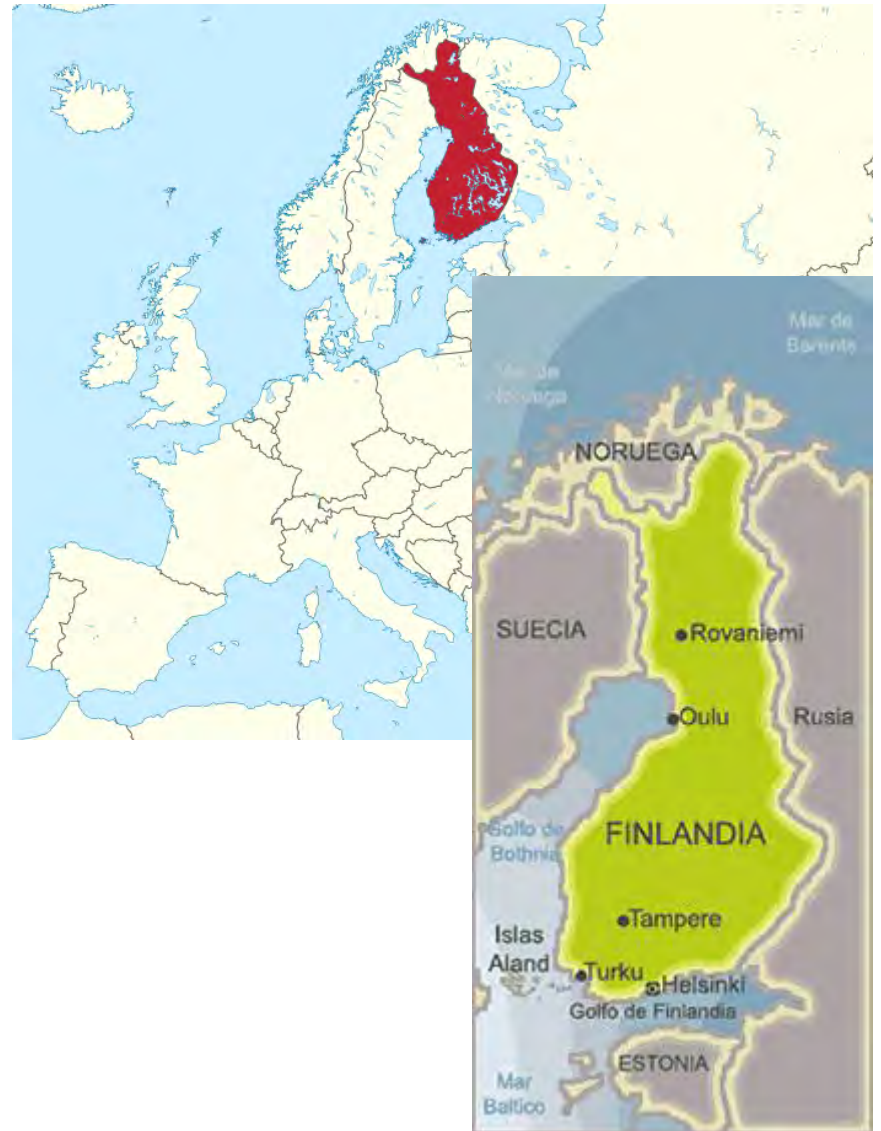 Mar de
Barents
Mar de
Noruega
NORUEGA
SUECIA
Rovaniemi
Oulu
Rusia
Golfo de
Bothnia
FINLANDIA
Tampere
Islas
Aland
Turku
Helsinki
Golfo de Finlandia
ESTONIA
Mar
Baltico